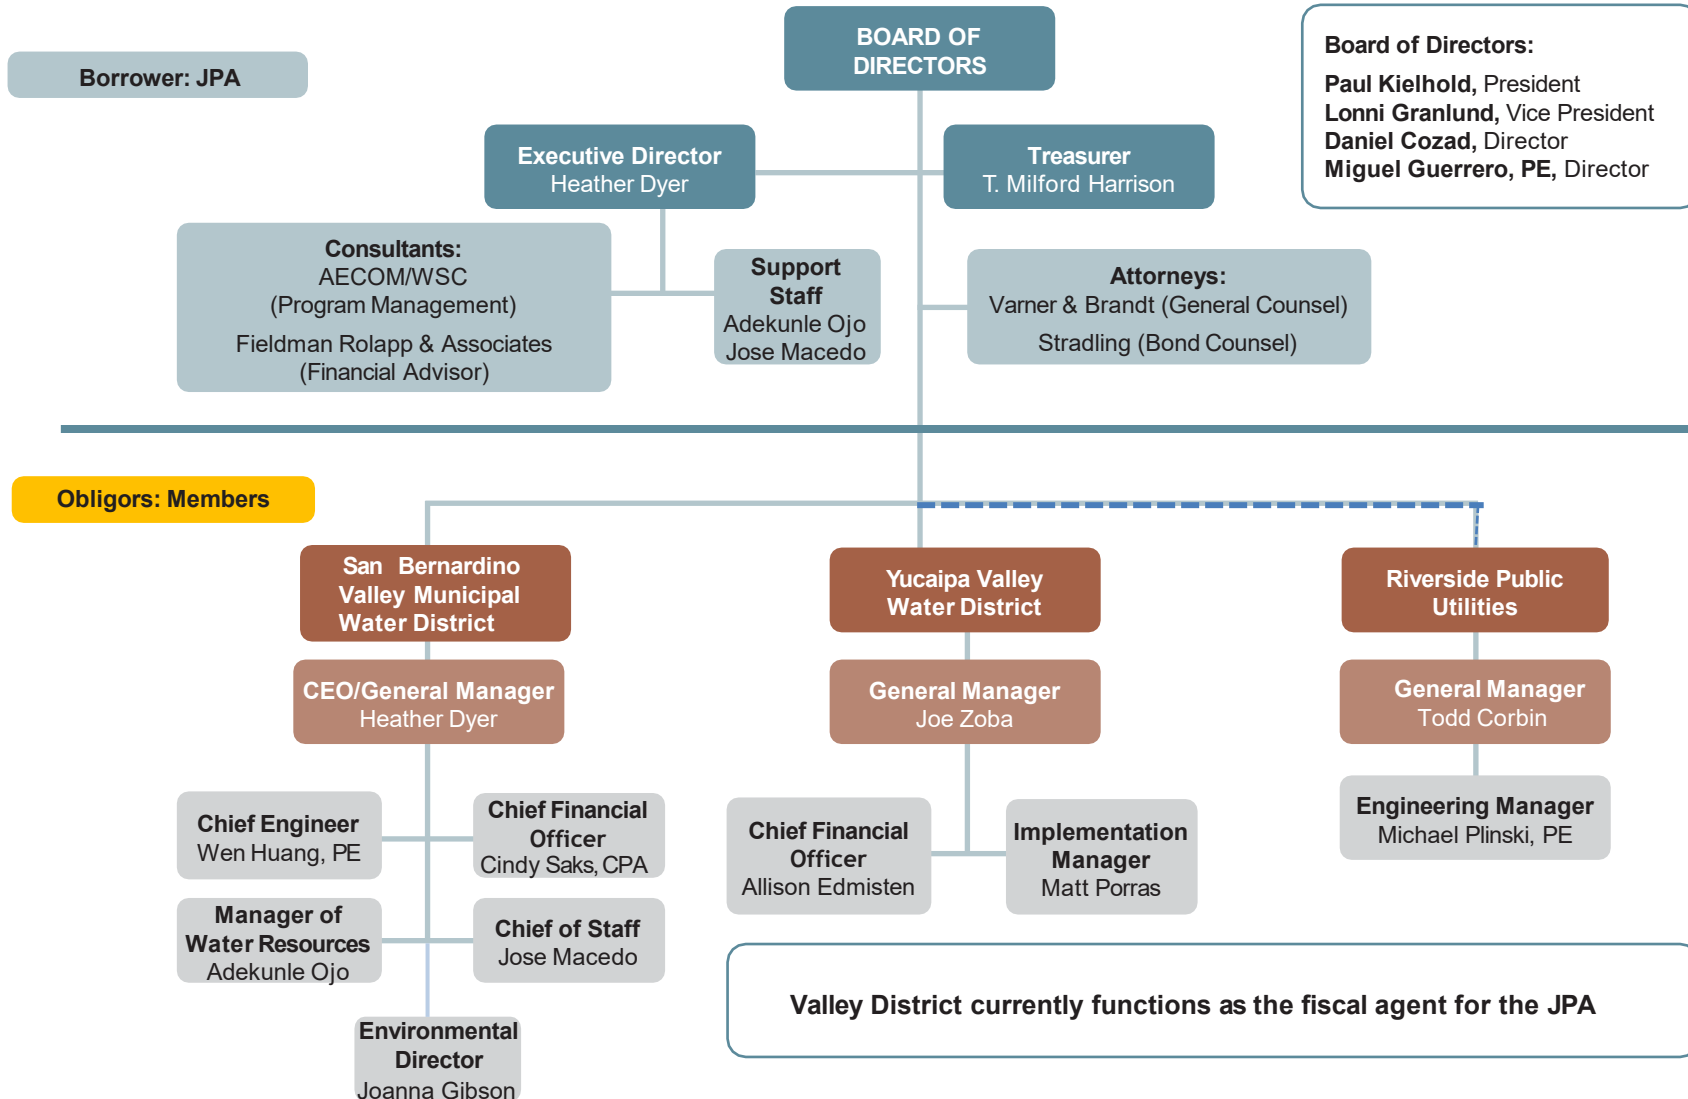 BOARD OF
DIRECTORS
Board of Directors:
Paul Kielhold, President
Lonni Granlund, Vice President
Daniel Cozad, Director
Miguel Guerrero, PE, Director
Borrower: JPA
Executive Director
Heather Dyer
Treasurer
T. Milford Harrison
Consultants:
AECOM/WSC
(Program Management)
Fieldman Rolapp & Associates
(Financial Advisor)
Support
Staff
Adekunle Ojo
Jose Macedo
Attorneys:
Varner & Brandt (General Counsel)
Stradling (Bond Counsel)
Obligors: Members
San Bernardino
Valley Municipal
Water District
Yucaipa Valley
Water District
Riverside Public
Utilities
CEO/General Manager
Heather Dyer
General Manager
Joe Zoba
General Manager
Todd Corbin
Chief Engineer
Wen Huang, PE
Chief Financial
Officer
Cindy Saks, CPA
Chief Financial
Officer
Allison Edmisten
Implementation
Manager
Matt Porras
Engineering Manager
Michael Plinski, PE
Manager of
Water Resources
Adekunle Ojo
Chief of Staff
Jose Macedo
Environmental
Director
Joanna Gibson
Valley District currently functions as the fiscal agent for the JPA